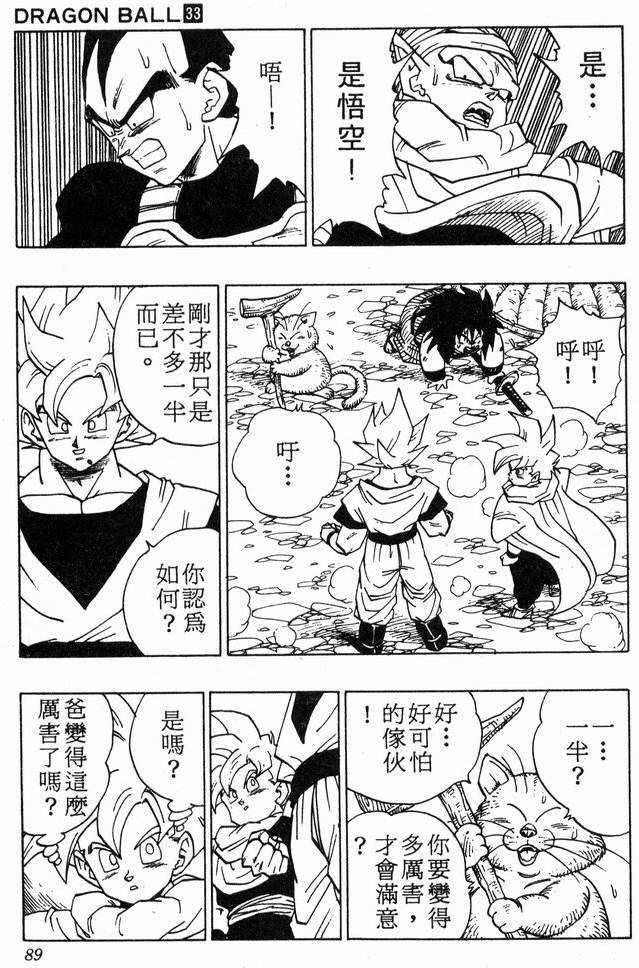 DRAGON BALL 33
是…
是悟空！
唔—！
呼！
呼！
吁…
剛才那只是
差不多一半
而已。
你認為
如何？
一…
一半？
好…
好可怕
的傢伙
！
你要變得
多厲害，
才會滿意
？
是嗎？
爸變得這麼
厲害了嗎？
89